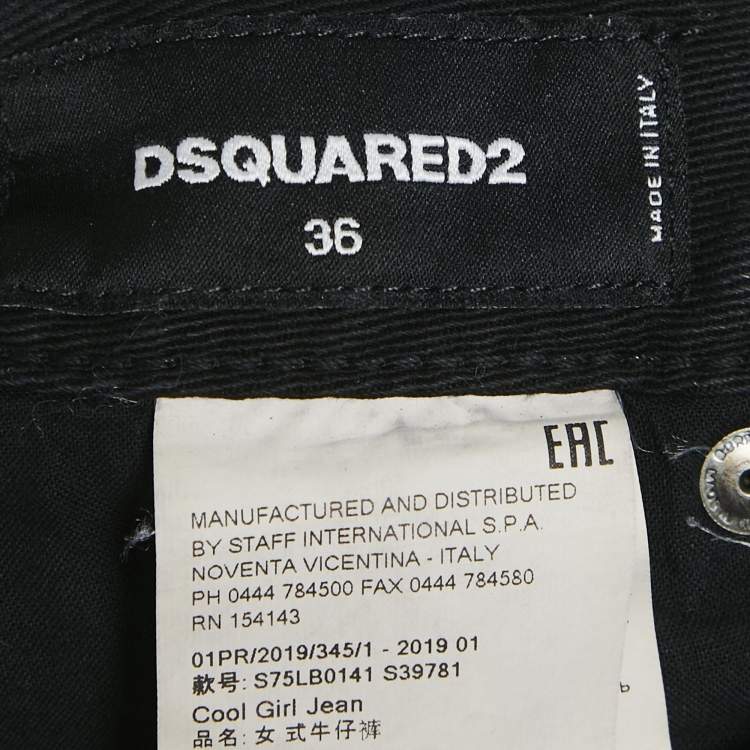 DSQUARED2
36
MADE IN ITALY
EAC
MANUFACTURED AND DISTRIBUTED
BY STAFF INTERNATIONAL S.P.A.
NOVENTA VICENTINA - ITALY
PH 0444 784500 FAX 0444 784580
RN 154143
01PR/2019/345/1 - 2019 01
款号: S75LB0141 S39781
Cool Girl Jean
品名: 女 式牛仔裤